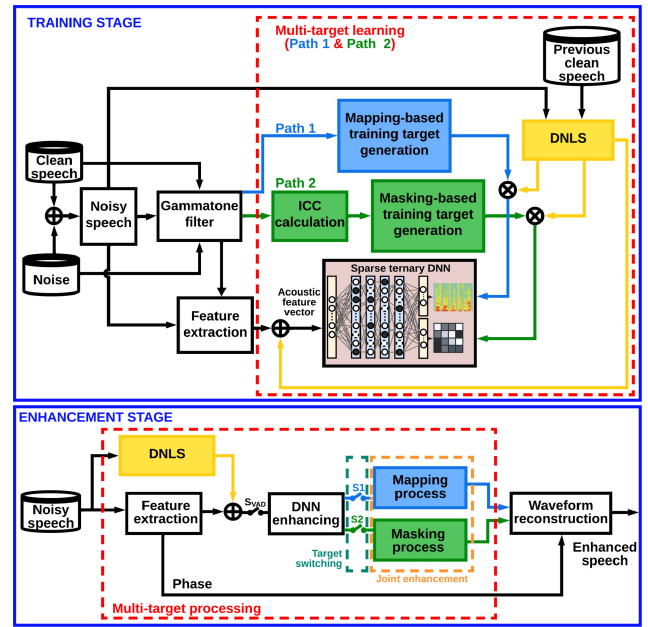 TRAINING STAGE
Multi-target learning
(Path 1 & Path 2)
Previous
clean
speech
Path 1
Mapping-based
training target
generation
DNLS
Clean
speech
Path 2
Noisy
speech
Gammatone
filter
ICC
calculation
Masking-based
training target
generation
Noise
Sparse ternary DNN
Acoustic
feature
vector
Feature
extraction
ENHANCEMENT STAGE
DNLS
Noisy
speech
Feature
extraction
SVAD
DNN
enhancing
S1
Mapping
process
S2
Masking
process
Waveform
reconstruction
Target
switching
Joint enhancement
Enhanced
speech
Phase
Multi-target processing